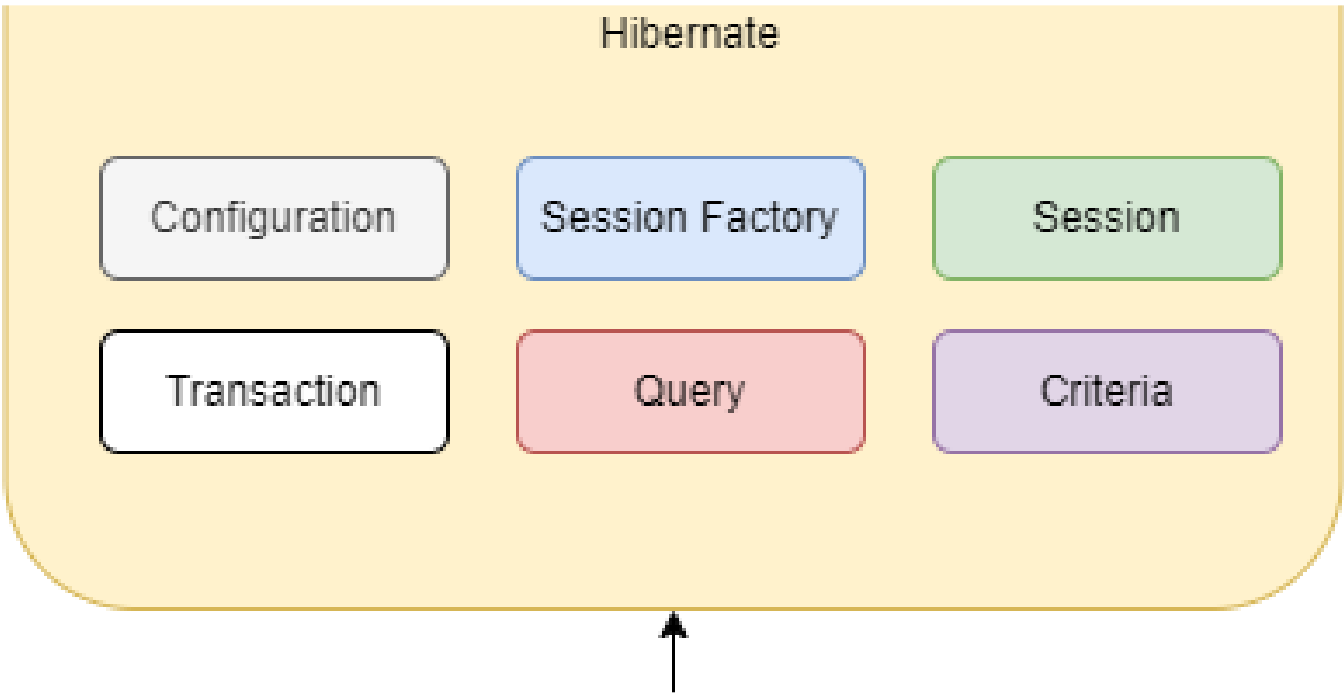 Hibernate
Configuration
Session Factory
Session
Transaction
Query
Criteria